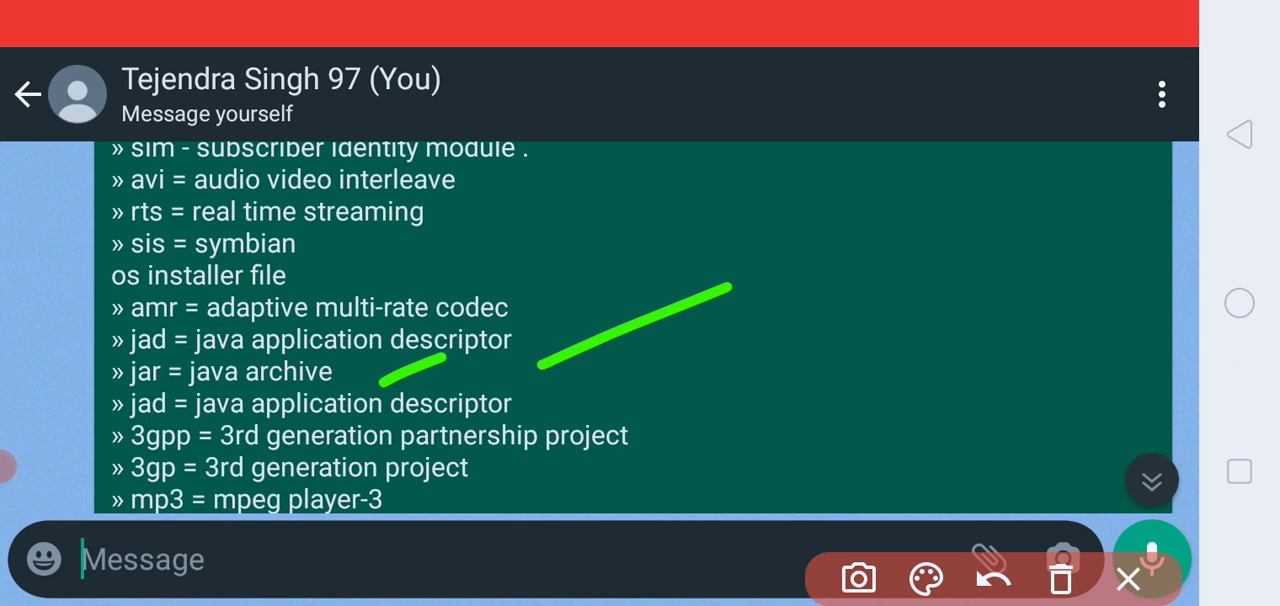 Tejendra Singh 97 (You)
Message yourself
» sim - subscriber identity module .
» avi = audio video interleave
» rts = real time streaming
» sis = symbian
os installer file
» amr = adaptive multi-rate codec
» jad = java application descriptor
» jar = java archive
» jad = java application descriptor
» 3gpp = 3rd generation partnership project
» 3gp = 3rd generation project
» mp3 = mpeg player-3
Message